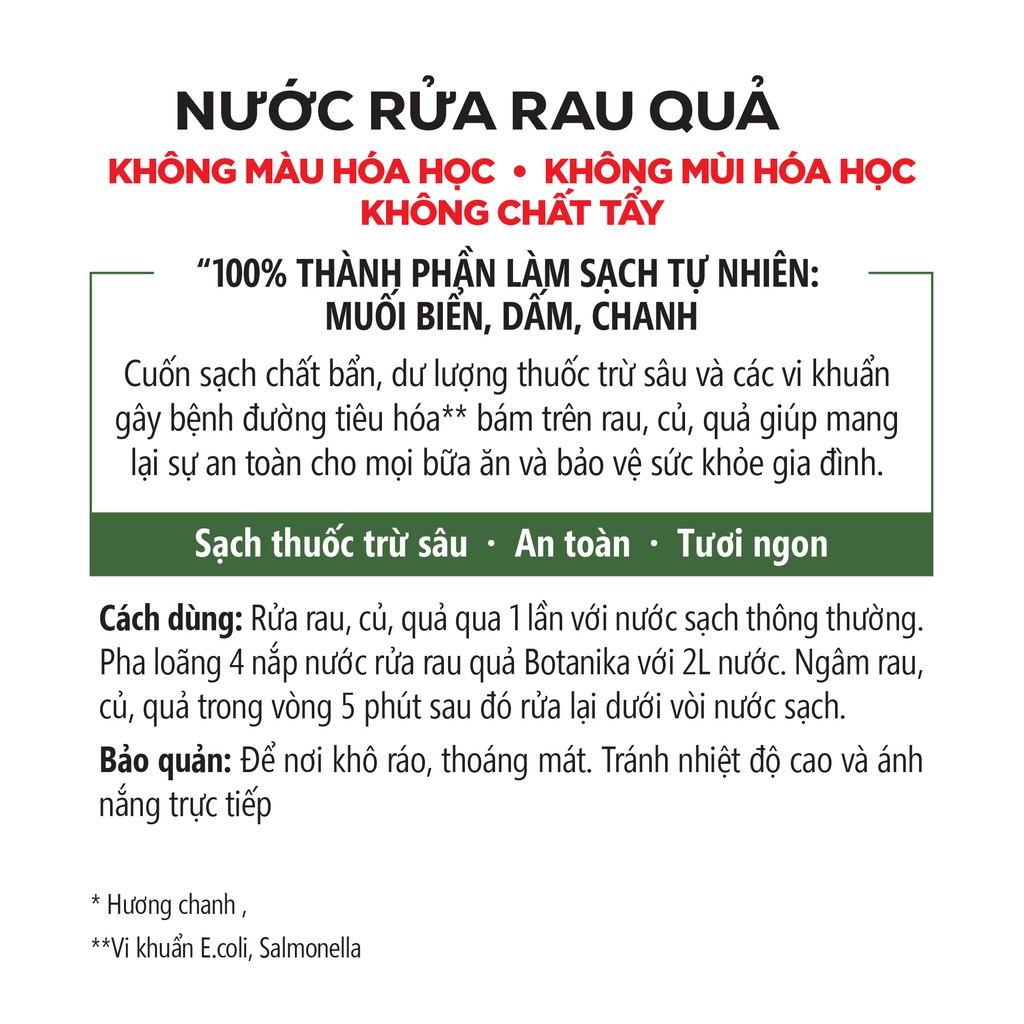 NƯỚC RỬA RAU QUẢ
KHÔNG MÀU HÓA HỌC • KHÔNG MÙI HÓA HỌC
KHÔNG CHẤT TẨY
“100% THÀNH PHẦN LÀM SẠCH TỰ NHIÊN:
MUỐI BIỂN, DẤM, CHANH
Cuốn sạch chất bẩn, dư lượng thuốc trừ sâu và các vi khuẩn
gây bệnh đường tiêu hóa** bám trên rau, củ, quả giúp mang
lại sự an toàn cho mọi bữa ăn và bảo vệ sức khỏe gia đình.
Sạch thuốc trừ sâu · An toàn · Tươi ngon
Cách dùng: Rửa rau, củ, quả qua 1 lần với nước sạch thông thường.
Pha loãng 4 nắp nước rửa rau quả Botanika với 2L nước. Ngâm rau,
củ, quả trong vòng 5 phút sau đó rửa lại dưới vòi nước sạch.
Bảo quản: Để nơi khô ráo, thoáng mát. Tránh nhiệt độ cao và ánh
nắng trực tiếp
* Hương chanh ,
**Vi khuẩn E.coli, Salmonella